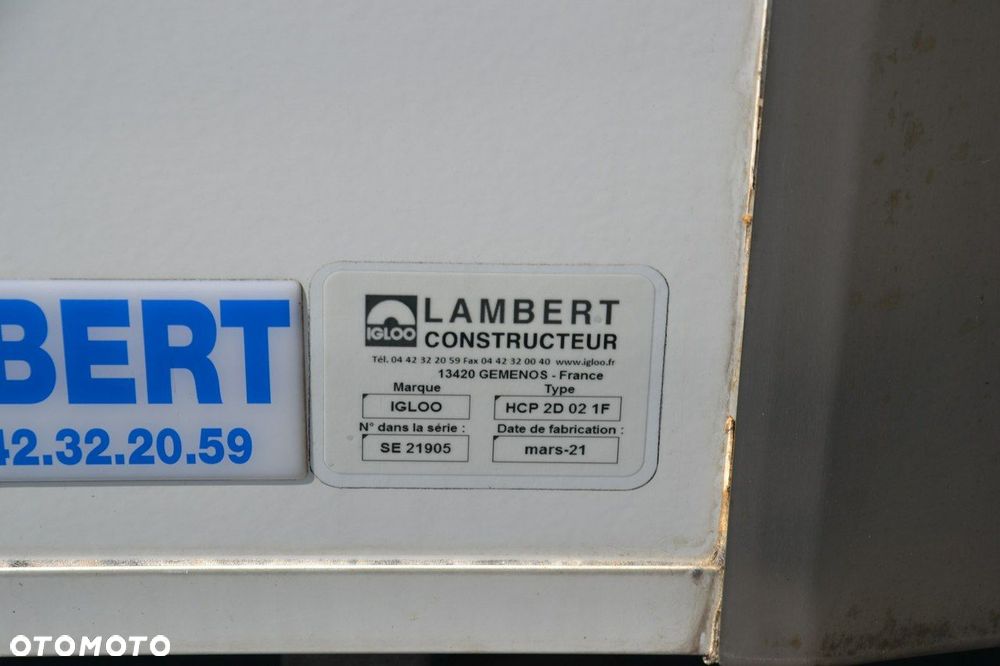 BERT
42.32.20.59
IGLOO
LAMBERT
CONSTRUCTEUR
Tél. 04 42 32 20 59 Fax 04 42 32 00 40 www.igloo.fr
13420 GEMENOS - France
Marque Type
IGLOO HCP 2D 02 1F
N° dans la série : Date de fabrication :
SE 21905 mars-21
OTOMOTO